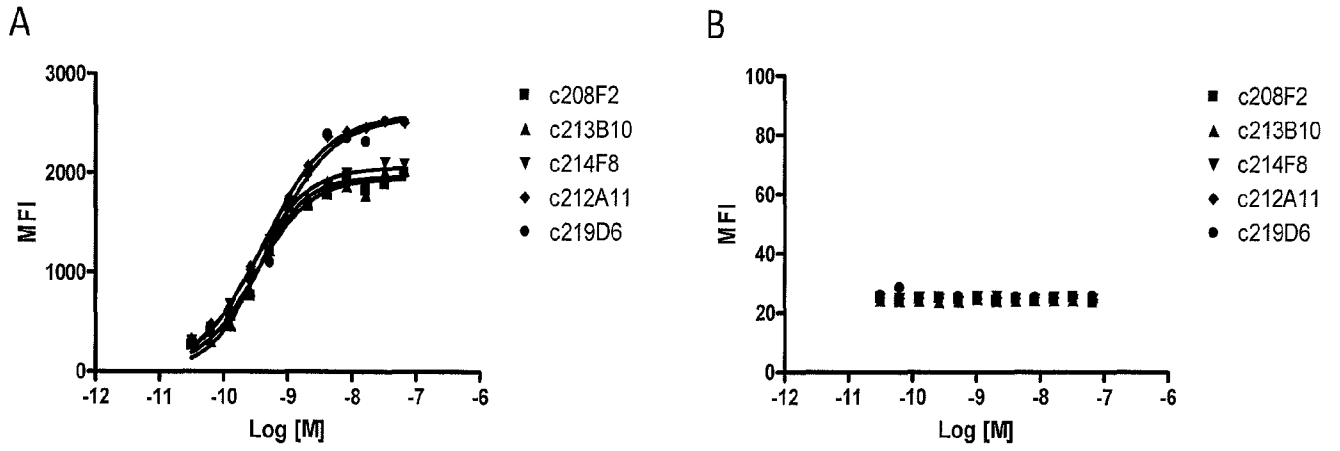 A
3000
2000
1000
0
MFI
-12 -11 -10 -9 -8 -7 -6
Log [M]
c208F2
c213B10
c214F8
c212A11
c219D6
B
100
80
60
40
20
0
MFI
-12 -11 -10 -9 -8 -7 -6
Log [M]
c208F2
c213B10
c214F8
c212A11
c219D6